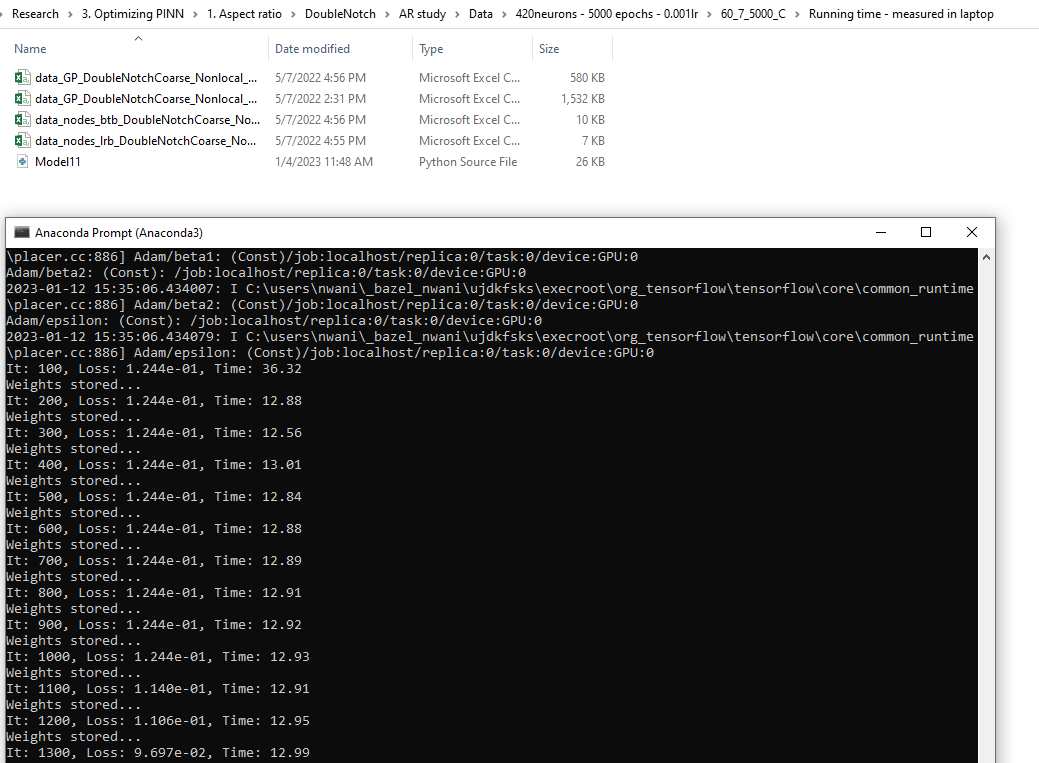 Research > 3. Optimizing PINN > 1. Aspect ratio > DoubleNotch > AR study > Data > 420neurons - 5000 epochs - 0.001lr > 60_7_5000_C > Running time - measured in laptop
Name Date modified Type Size
data_GP_DoubleNotchCoarse_Nonlocal_... 5/7/2022 4:56 PM Microsoft Excel C... 580 KB
data_GP_DoubleNotchCoarse_Nonlocal_... 5/7/2022 2:31 PM Microsoft Excel C... 1,532 KB
data_nodes_btb_DoubleNotchCoarse_No... 5/7/2022 4:56 PM Microsoft Excel C... 10 KB
data_nodes_lrb_DoubleNotchCoarse_No... 5/7/2022 4:55 PM Microsoft Excel C... 7 KB
Model11 1/4/2023 11:48 AM Python Source File 26 KB
Anaconda Prompt (Anaconda3)
\placer.cc:886] Adam/beta1: (Const)/job:localhost/replica:0/task:0/device:GPU:0
Adam/beta2: (Const): /job:localhost/replica:0/task:0/device:GPU:0
2023-01-12 15:35:06.434007: I C:\users\nwani\_bazel_nwani\ujdkfsks\execroot\org_tensorflow\tensorflow\core\common_runtime
\placer.cc:886] Adam/beta2: (Const)/job:localhost/replica:0/task:0/device:GPU:0
Adam/epsilon: (Const): /job:localhost/replica:0/task:0/device:GPU:0
2023-01-12 15:35:06.434079: I C:\users\nwani\_bazel_nwani\ujdkfsks\execroot\org_tensorflow\tensorflow\core\common_runtime
\placer.cc:886] Adam/epsilon: (Const)/job:localhost/replica:0/task:0/device:GPU:0
It: 100, Loss: 1.244e-01, Time: 36.32
Weights stored...
It: 200, Loss: 1.244e-01, Time: 12.88
Weights stored...
It: 300, Loss: 1.244e-01, Time: 12.56
Weights stored...
It: 400, Loss: 1.244e-01, Time: 13.01
Weights stored...
It: 500, Loss: 1.244e-01, Time: 12.84
Weights stored...
It: 600, Loss: 1.244e-01, Time: 12.88
Weights stored...
It: 700, Loss: 1.244e-01, Time: 12.89
Weights stored...
It: 800, Loss: 1.244e-01, Time: 12.91
Weights stored...
It: 900, Loss: 1.244e-01, Time: 12.92
Weights stored...
It: 1000, Loss: 1.244e-01, Time: 12.93
Weights stored...
It: 1100, Loss: 1.140e-01, Time: 12.91
Weights stored...
It: 1200, Loss: 1.106e-01, Time: 12.95
Weights stored...
It: 1300, Loss: 9.697e-02, Time: 12.99